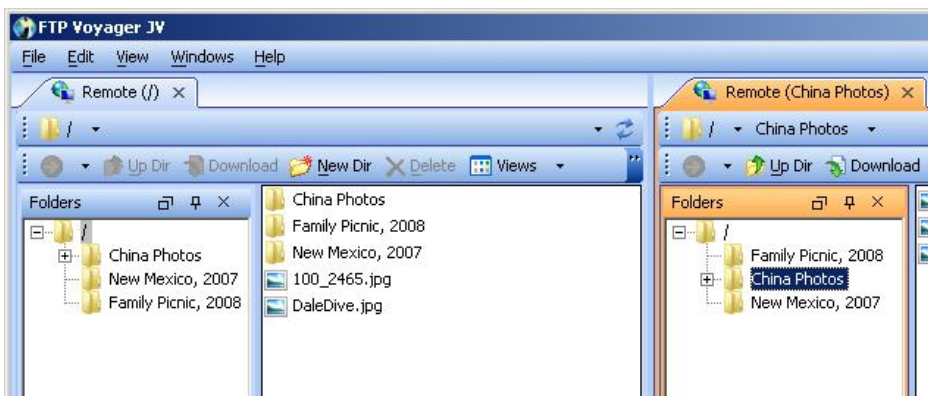 FTP Voyager JV
File Edit View Windows Help
Remote (/)
/
Up Dir Download New Dir Delete Views
Folders
/
China Photos
New Mexico, 2007
Family Picnic, 2008
China Photos
Family Picnic, 2008
New Mexico, 2007
100_2465.jpg
DaleDive.jpg
Remote (China Photos)
/ China Photos
Up Dir Download
Folders
/
Family Picnic, 2008
China Photos
New Mexico, 2007